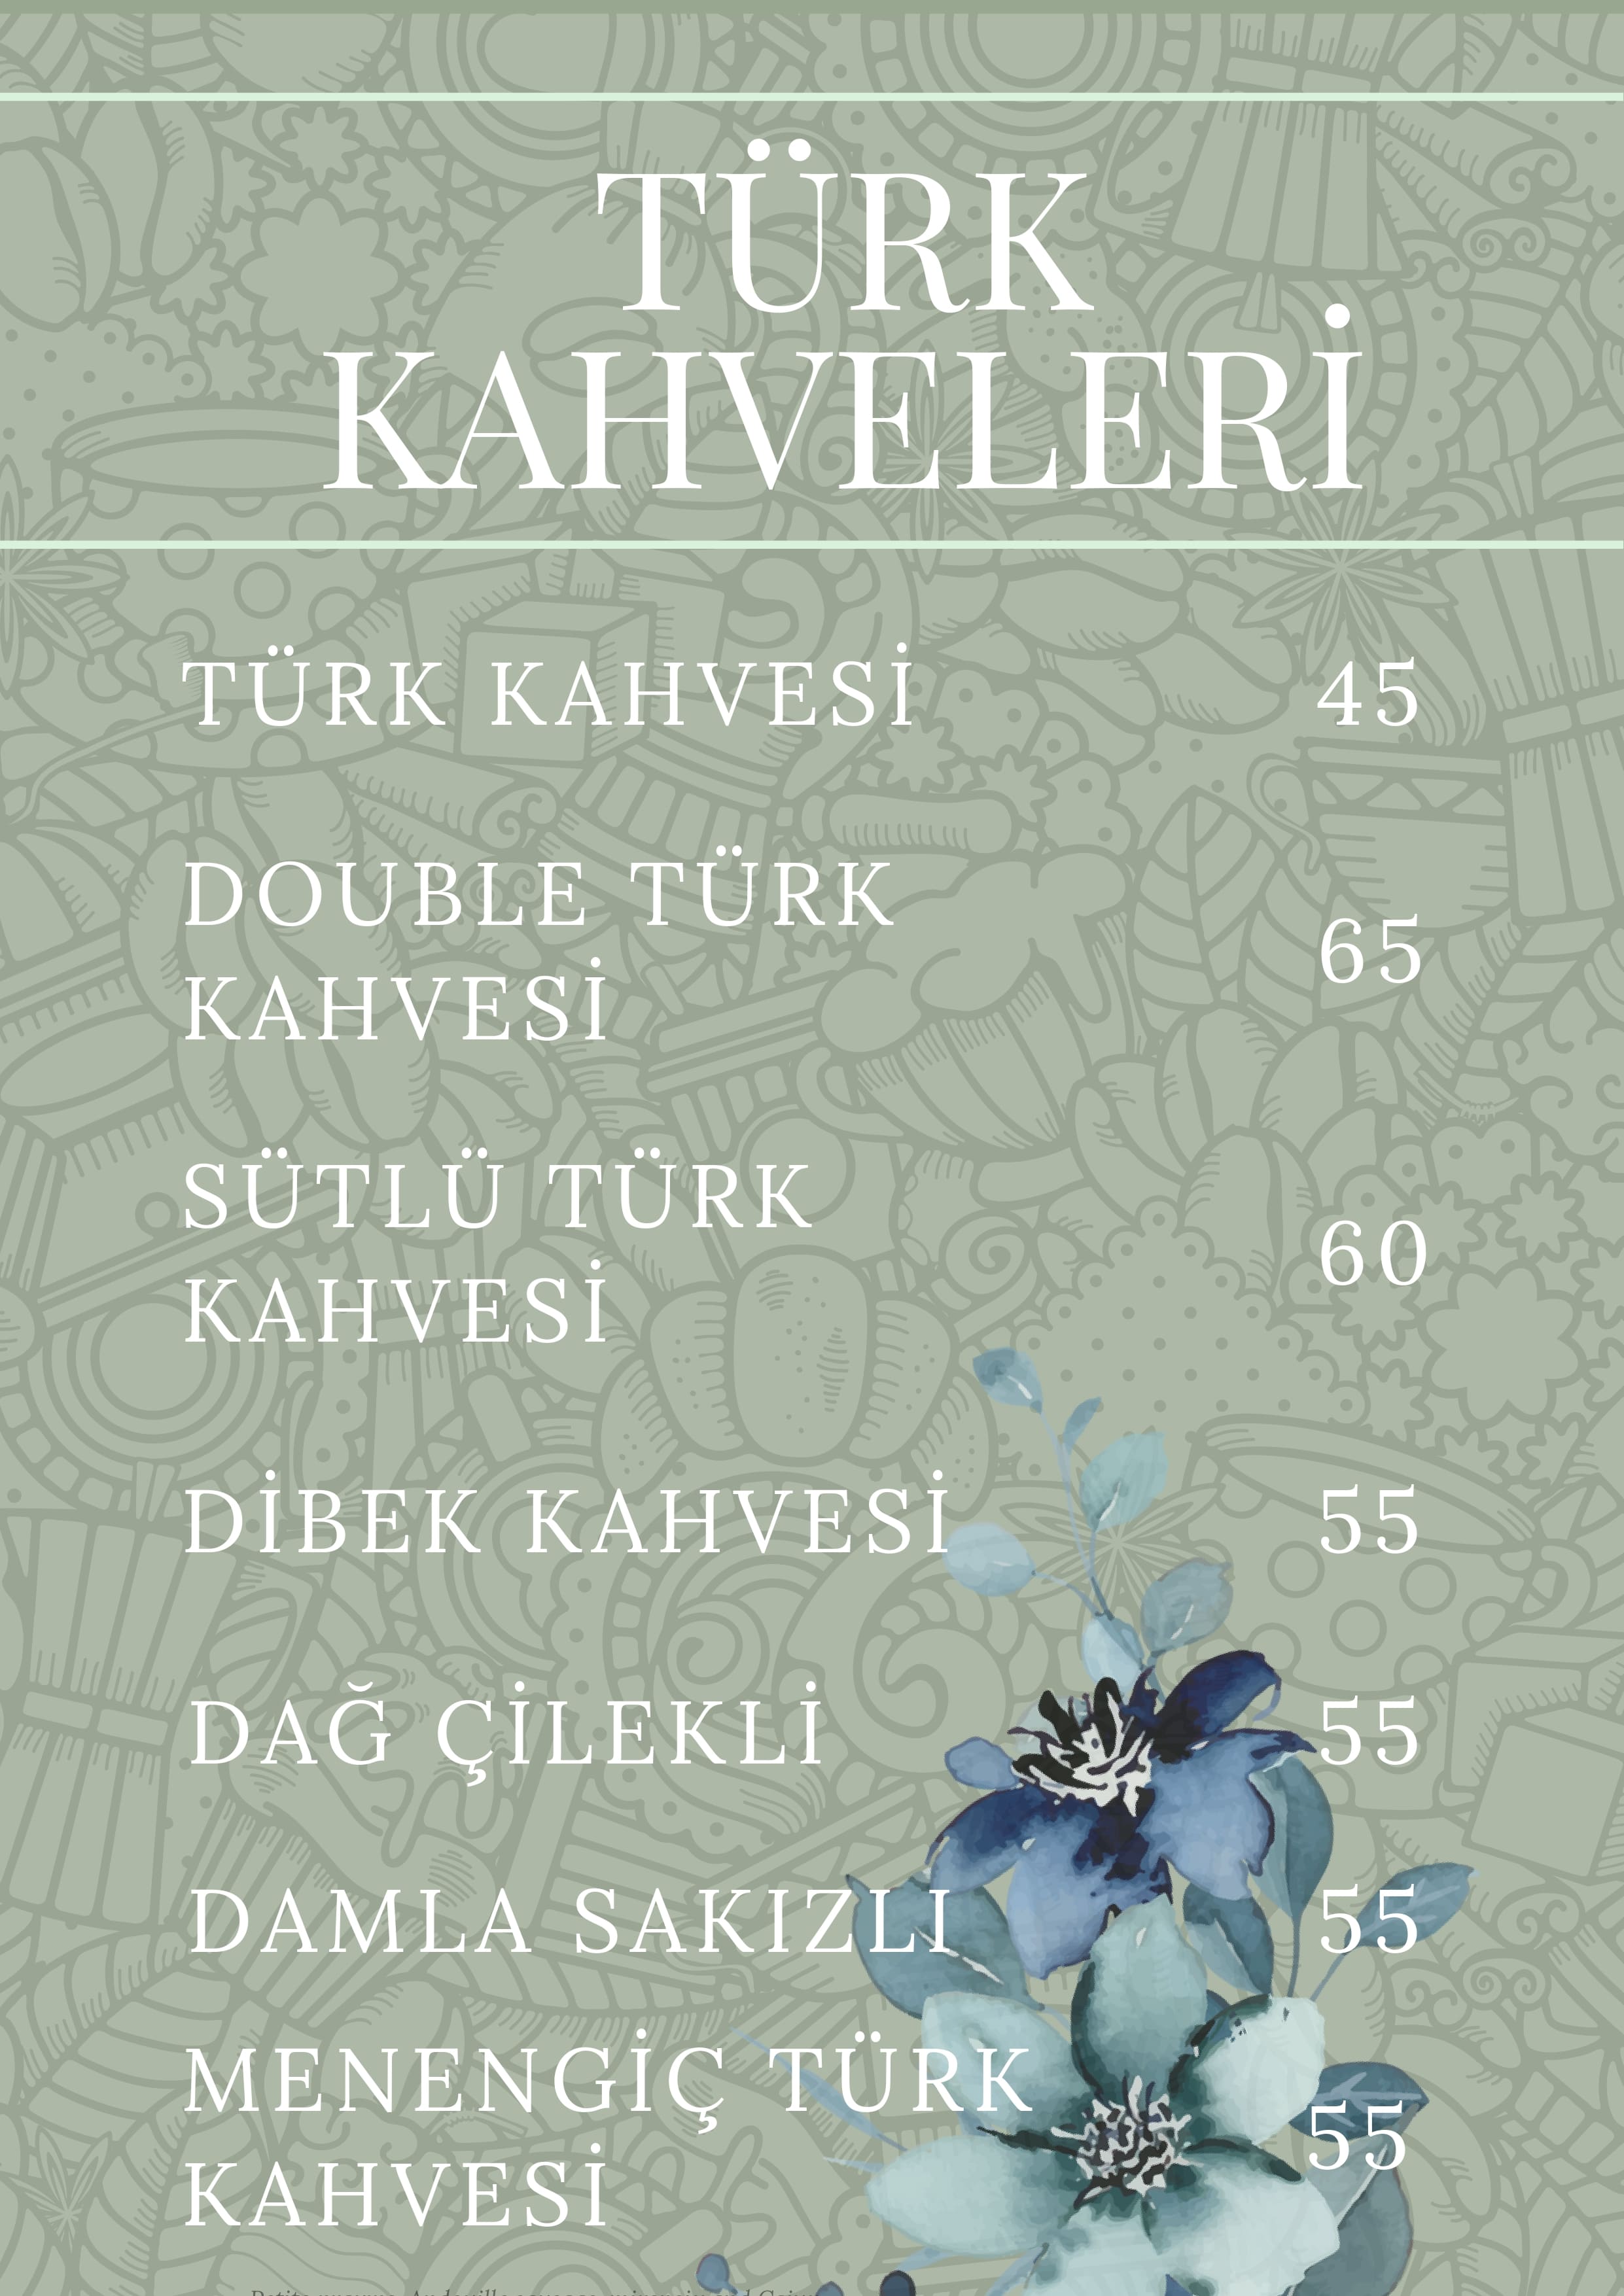 TÜRK
KAHVELERİ
TÜRK KAHVESİ 45
DOUBLE TÜRK
KAHVESİ 65
SÜTLÜ TÜRK
KAHVESİ 60
DİBEK KAHVESİ 55
DAĞ ÇİLEKLİ 55
DAMLA SAKIZLI 55
MENENGİÇ TÜRK
KAHVESİ 55